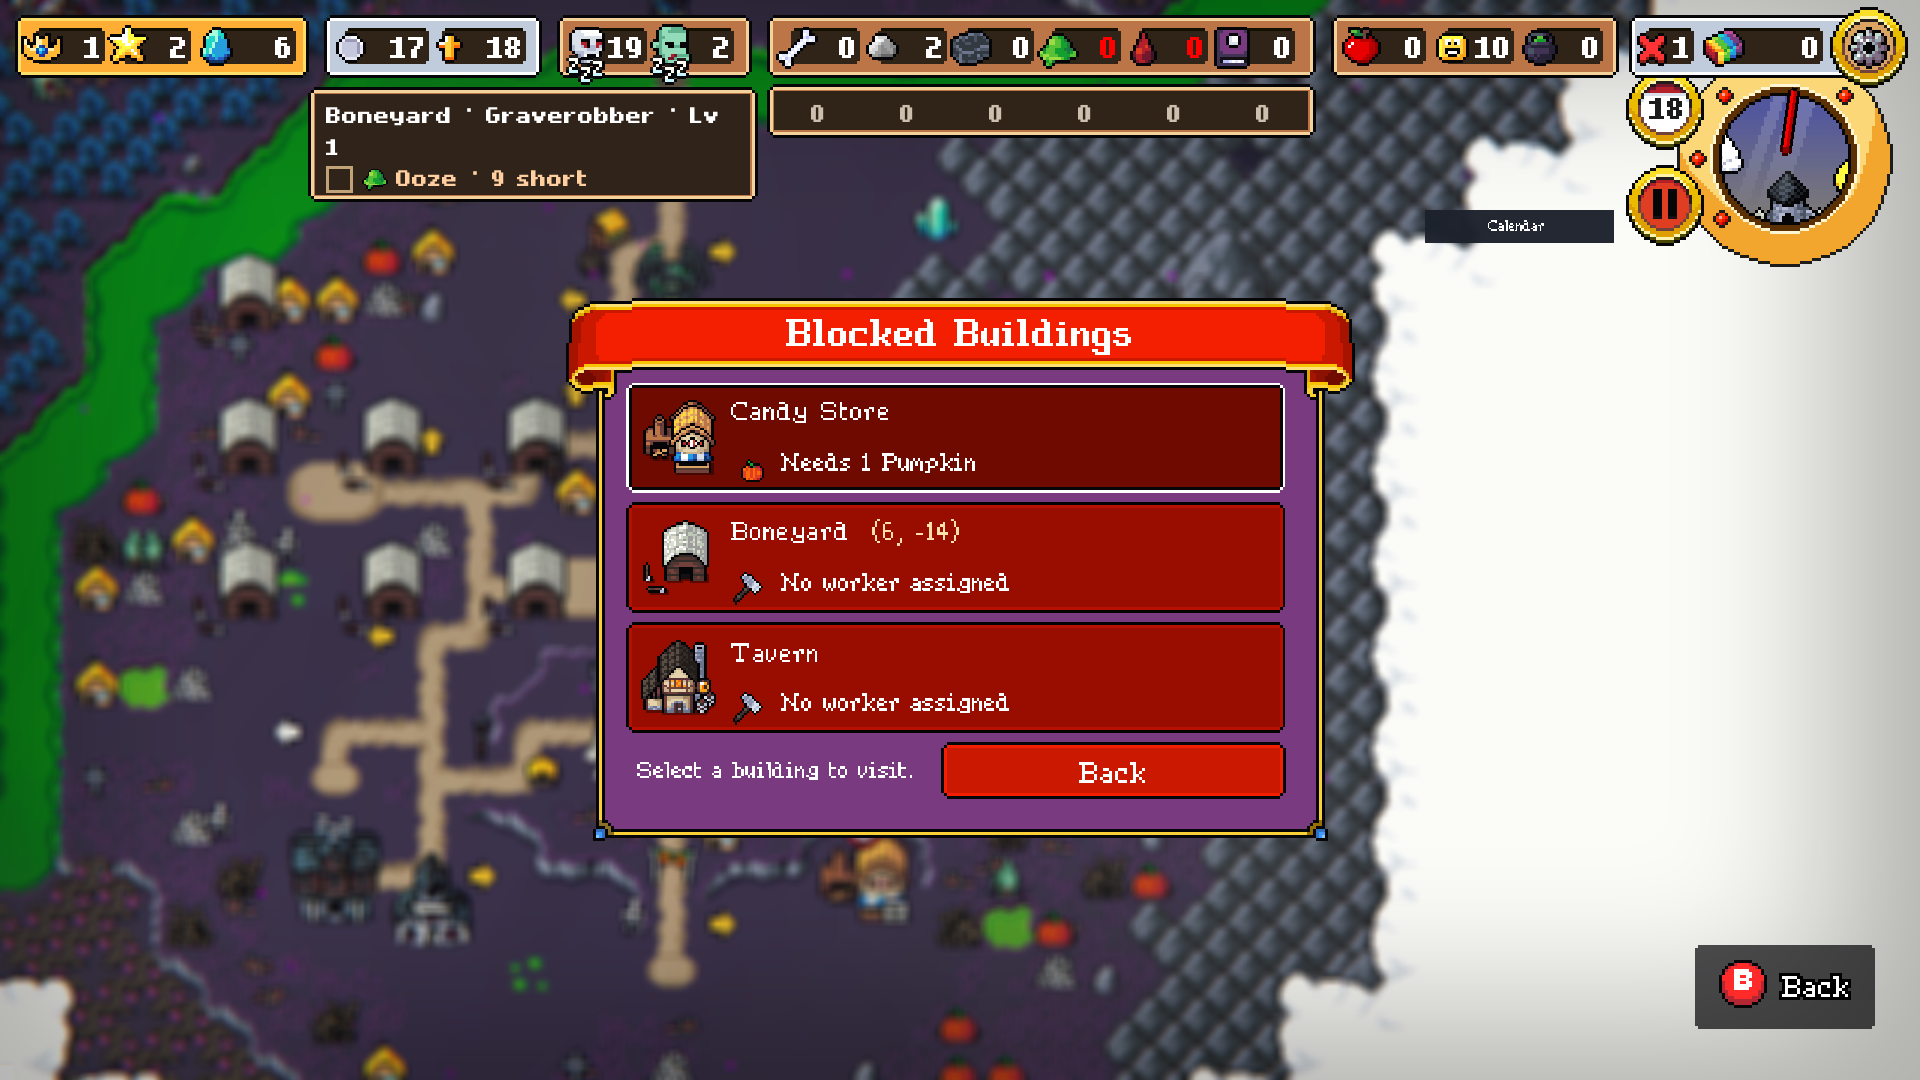 1 2 6 17 18 19 2 0 2 0 0 0 0 0 10 0 1 0
Boneyard · Graverobber · Lv
1
Ooze · 9 short
0 0 0 0 0 0
18
Calendar
Blocked Buildings
Candy Store
Needs 1 Pumpkin
Boneyard (6, -14)
No worker assigned
Tavern
No worker assigned
Select a building to visit.
Back
B Back